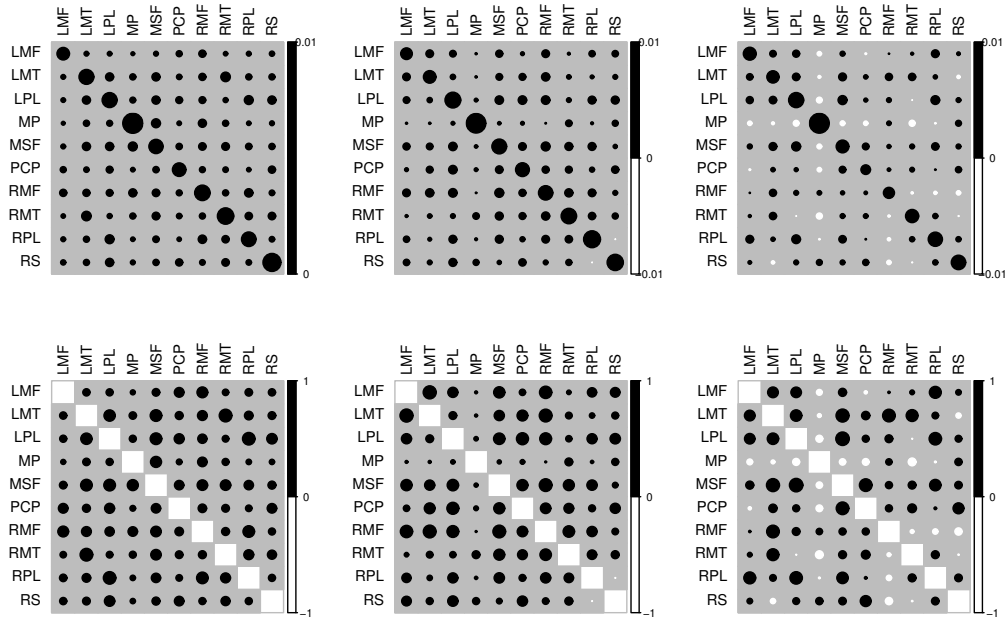 LMF LMT LPL MP MSF PCP RMF RMT RPL RS
LMF
LMT
LPL
MP
MSF
PCP
RMF
RMT
RPL
RS
0.01
0
LMF LMT LPL MP MSF PCP RMF RMT RPL RS
LMF
LMT
LPL
MP
MSF
PCP
RMF
RMT
RPL
RS
0.01
0
−0.01
LMF LMT LPL MP MSF PCP RMF RMT RPL RS
LMF
LMT
LPL
MP
MSF
PCP
RMF
RMT
RPL
RS
0.01
0
−0.01
LMF LMT LPL MP MSF PCP RMF RMT RPL RS
LMF
LMT
LPL
MP
MSF
PCP
RMF
RMT
RPL
RS
1
0
−1
LMF LMT LPL MP MSF PCP RMF RMT RPL RS
LMF
LMT
LPL
MP
MSF
PCP
RMF
RMT
RPL
RS
1
0
−1
LMF LMT LPL MP MSF PCP RMF RMT RPL RS
LMF
LMT
LPL
MP
MSF
PCP
RMF
RMT
RPL
RS
1
0
−1